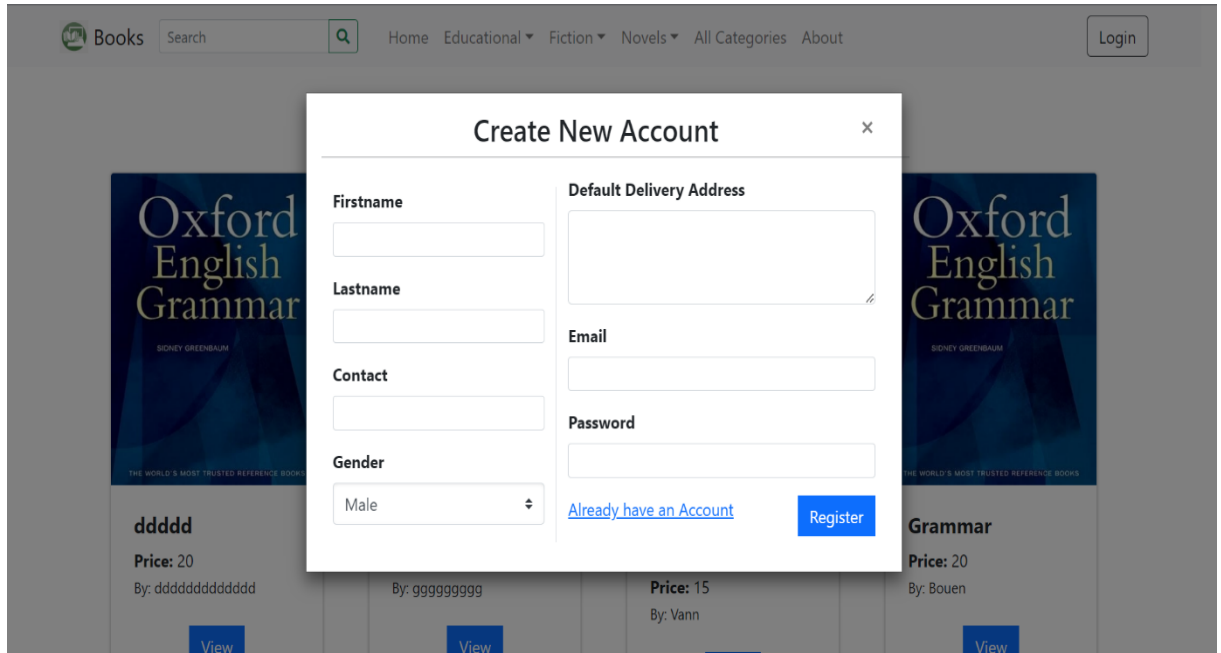 Books Search Home Educational Fiction Novels All Categories About Login
Create New Account ×
Firstname
Lastname
Contact
Gender
Male
Default Delivery Address
Email
Password
Already have an Account Register
Oxford
English
Grammar
SIDNEY GREENBAUM
THE WORLD'S MOST TRUSTED REFERENCE BOOKS
ddddd
Price: 20
By: ddddddddddddd
View
By: ggggggggg
View
Price: 15
By: Vann
Oxford
English
Grammar
SIDNEY GREENBAUM
THE WORLD'S MOST TRUSTED REFERENCE BOOKS
Grammar
Price: 20
By: Bouen
View